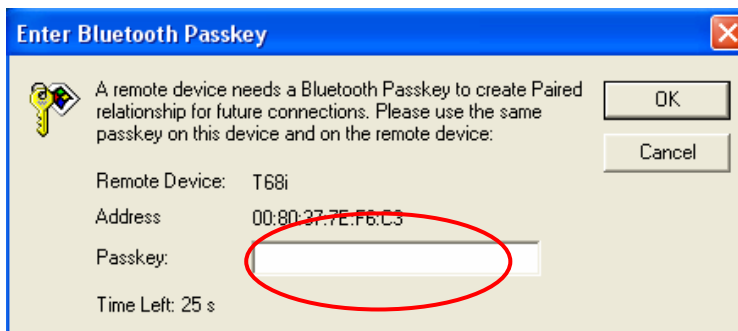 Enter Bluetooth Passkey
A remote device needs a Bluetooth Passkey to create Paired
relationship for future connections. Please use the same
passkey on this device and on the remote device:
OK
Cancel
Remote Device: T68i
Address 00:80:37:7E:F6:C3
Passkey:
Time Left: 25 s